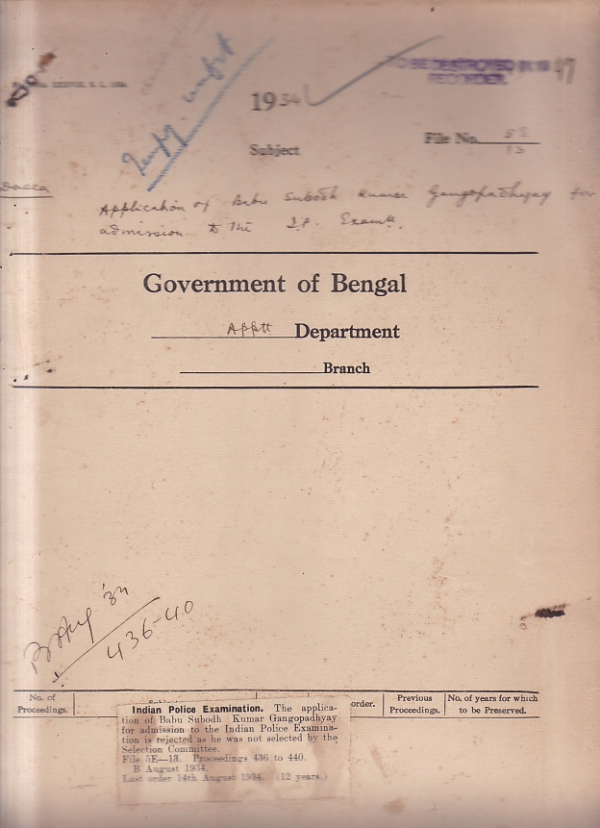 TO BE DESTROYED IN 19 47
RECORDER.
1934
File No. 5E
13
Subject
Dacca
Application of Babu Subodh Kumar Gangopadhyay for
admission to the I.P. Examtn.
Government of Bengal
Apptt Department
Branch
B Aug '34
436-40
No. of
Proceedings.
order.
Previous
Proceedings.
No. of years for which
to be Preserved.
Indian Police Examination. The applica-
tion of Babu Subodh Kumar Gangopadhyay
for admission to the Indian Police Examina-
tion is rejected as he was not selected by the
Selection Committee.
File 5E—13. Proceedings 436 to 440.
B August 1934.
Last order 14th August 1934. (12 years.)